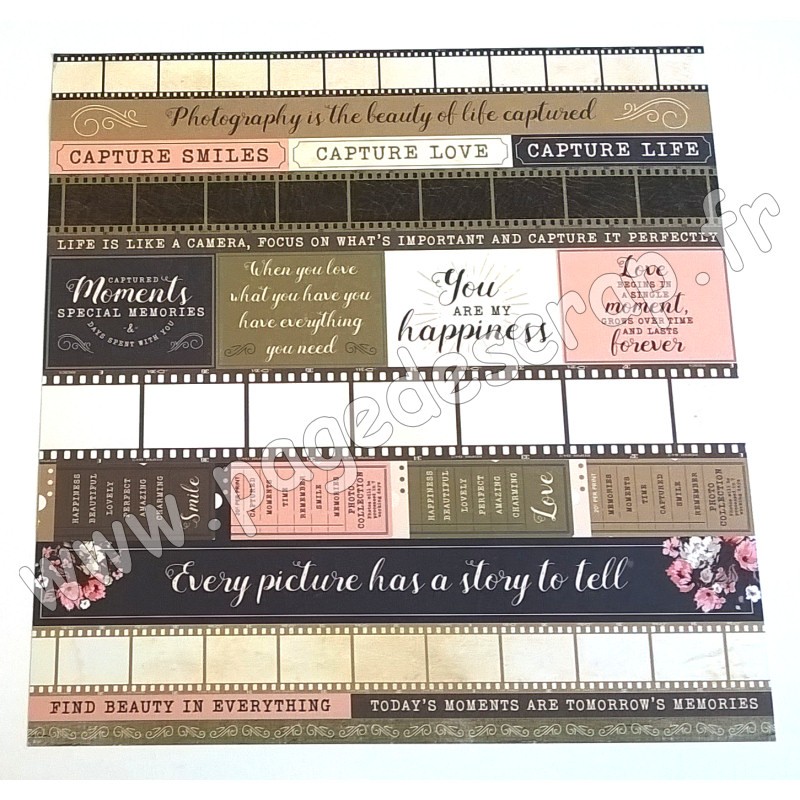 Photography is the beauty of life captured
CAPTURE SMILES
CAPTURE LOVE
CAPTURE LIFE
LIFE IS LIKE A CAMERA, FOCUS ON WHAT'S IMPORTANT AND CAPTURE IT PERFECTLY
CAPTURED
Moments
SPECIAL MEMORIES
&
DAYS SPENT WITH YOU
When you love
what you have you
have everything
you need
You
ARE MY
happiness
Love
BEGINS IN
A SINGLE
moment,
GROWS OVER TIME
AND LASTS
forever
HAPPINESS
BEAUTIFUL
LOVELY
PERFECT
AMAZING
CHARMING
Smile
CAPTURED
MOMENTS
TIME
REMEMBER
SMILE
MEMORIES
PHOTO
COLLECTION
HAPPINESS
BEAUTIFUL
LOVELY
PERFECT
AMAZING
CHARMING
Love
MEMORIES
MOMENTS
TIME
CAPTURED
SMILE
REMEMBER
PHOTO
COLLECTION
Every picture has a story to tell
FIND BEAUTY IN EVERYTHING
TODAY'S MOMENTS ARE TOMORROW'S MEMORIES
www.pagedescrap.fr